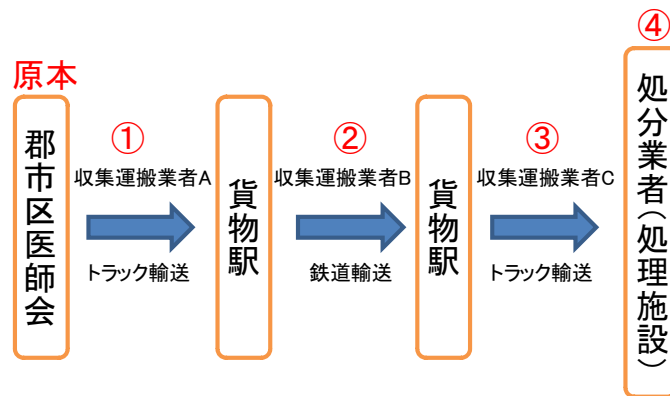 ④
原本
① ② ③
郡市区医師会
収集運搬業者A
トラック輸送
貨物駅
収集運搬業者B
鉄道輸送
貨物駅
収集運搬業者C
トラック輸送
処分業者(処理施設)